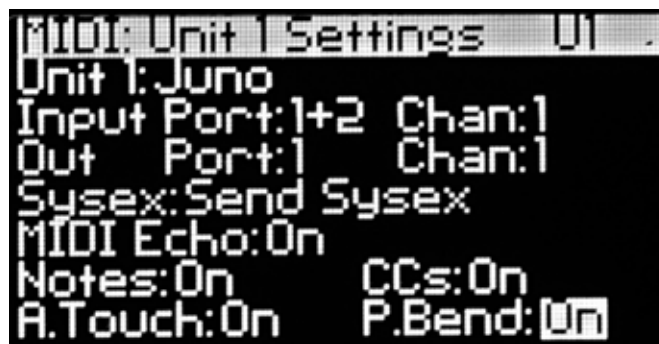 MIDI: Unit 1 Settings U1
Unit 1:Juno
Input Port:1+2 Chan:1
Out Port:1 Chan:1
Sysex:Send Sysex
MIDI Echo:On
Notes:On CCs:On
A.Touch:On P.Bend:On